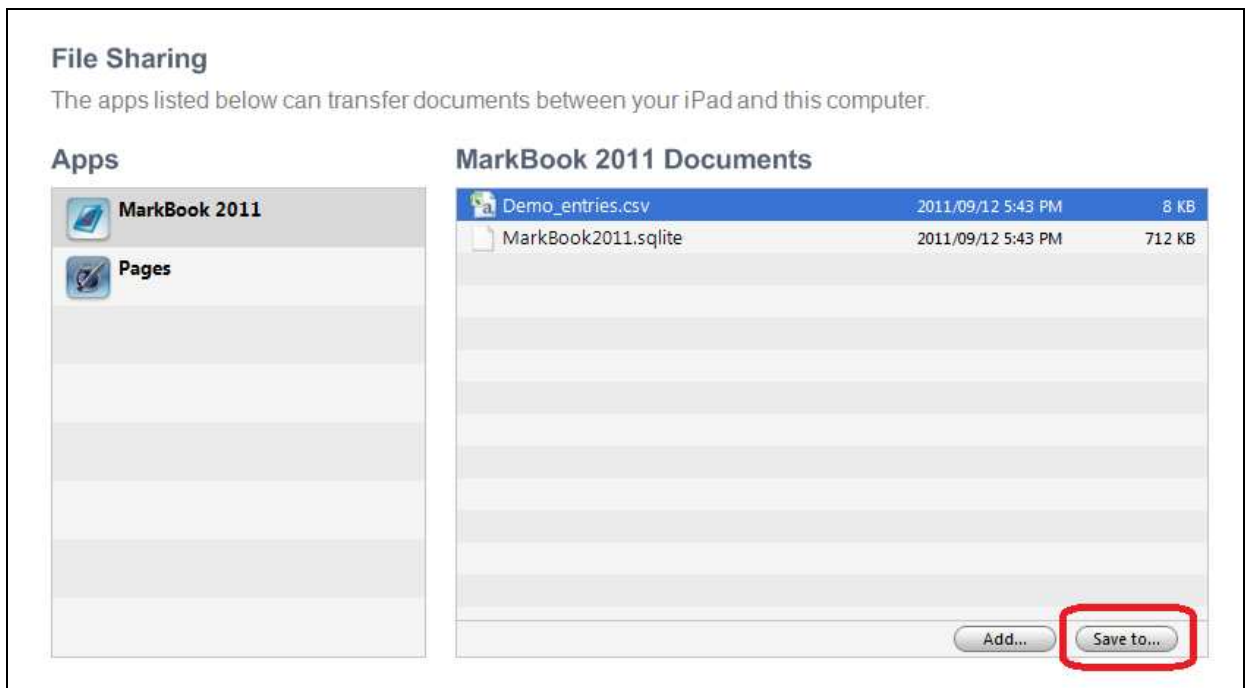 File Sharing
The apps listed below can transfer documents between your iPad and this computer.
Apps
MarkBook 2011
Pages
MarkBook 2011 Documents
Demo_entries.csv 2011/09/12 5:43 PM 8 KB
MarkBook2011.sqlite 2011/09/12 5:43 PM 712 KB
Add... Save to...